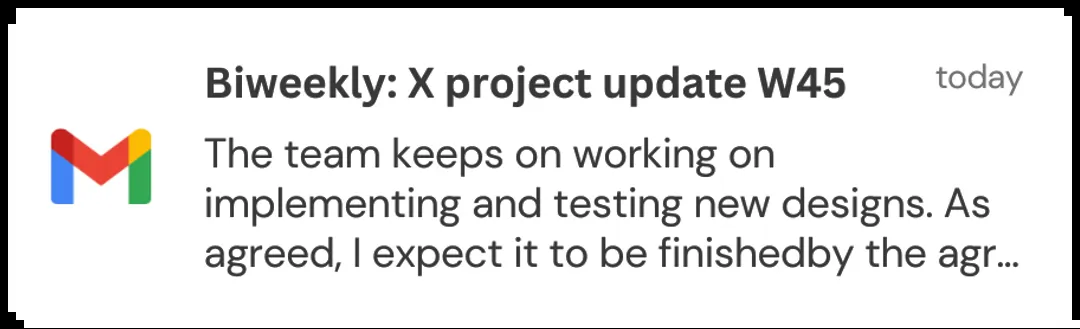 Biweekly: X project update W45
today
The team keeps on working on
implementing and testing new designs. As
agreed, I expect it to be finishedby the agr...